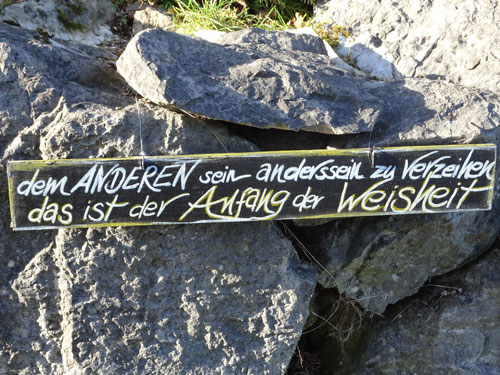 dem ANDEREN sein anderssein zu verzeihen
das ist der Anfang der Weisheit